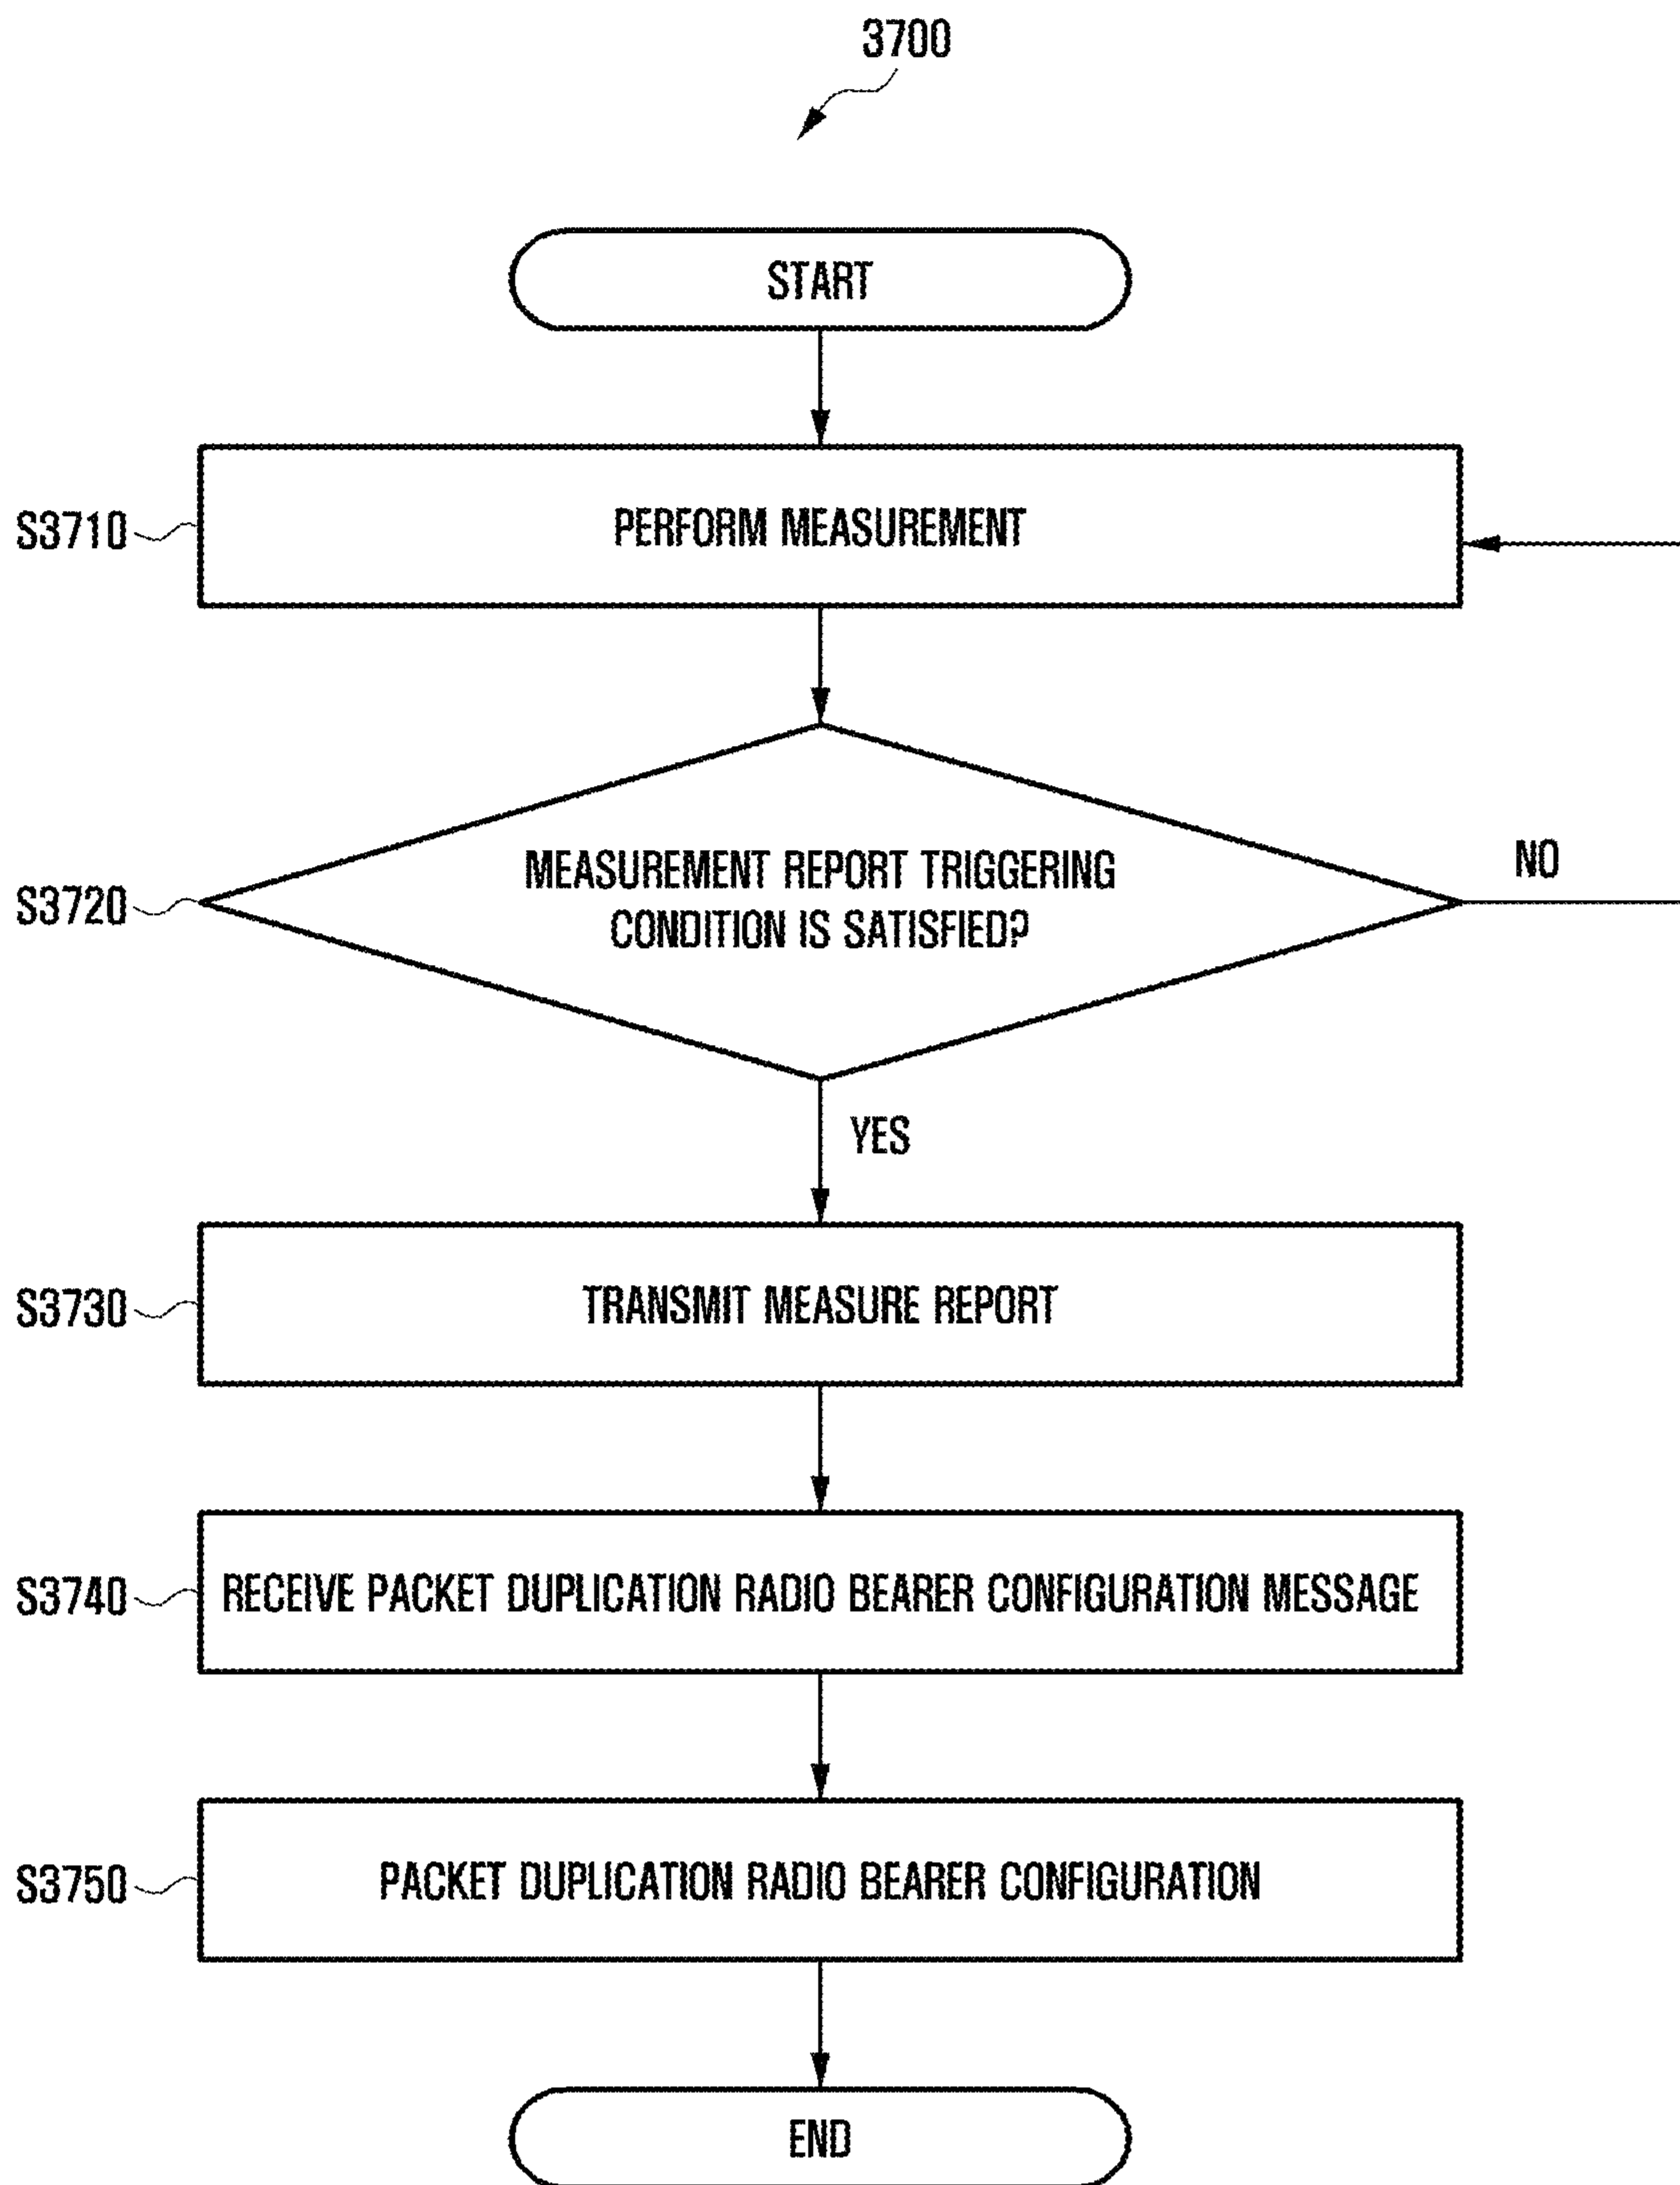 3700
START
S3710
PERFORM MEASUREMENT
S3720
MEASUREMENT REPORT TRIGGERING
CONDITION IS SATISFIED?
NO
YES
S3730
TRANSMIT MEASURE REPORT
S3740
RECEIVE PACKET DUPLICATION RADIO BEARER CONFIGURATION MESSAGE
S3750
PACKET DUPLICATION RADIO BEARER CONFIGURATION
END